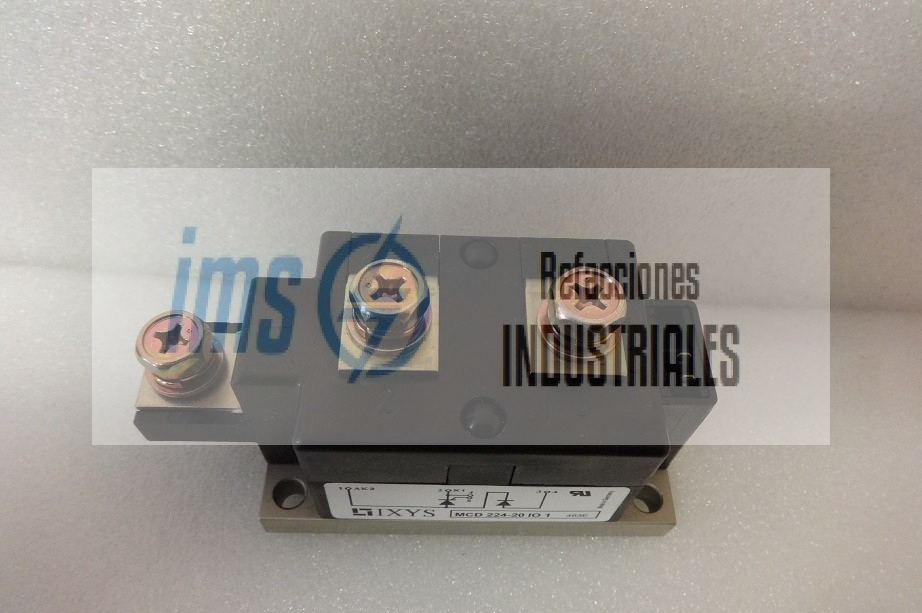 ims
Refacciones
INDUSTRIALES
IXYS
MCD 224-20 IO 1